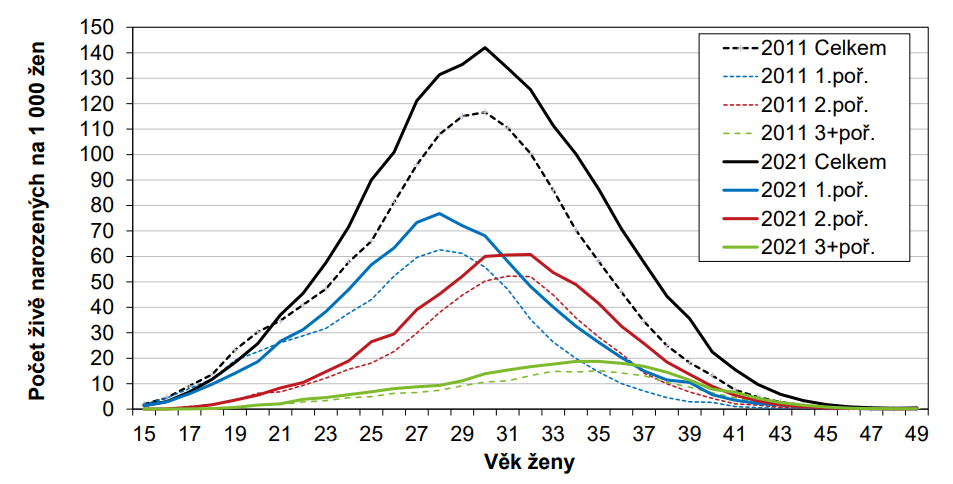 Počet živě narozených na 1 000 žen
150
140
130
120
110
100
90
80
70
60
50
40
30
20
10
0
2011 Celkem
2011 1.poř.
2011 2.poř.
2011 3+poř.
2021 Celkem
2021 1.poř.
2021 2.poř.
2021 3+poř.
15 17 19 21 23 25 27 29 31 33 35 37 39 41 43 45 47 49
Věk ženy